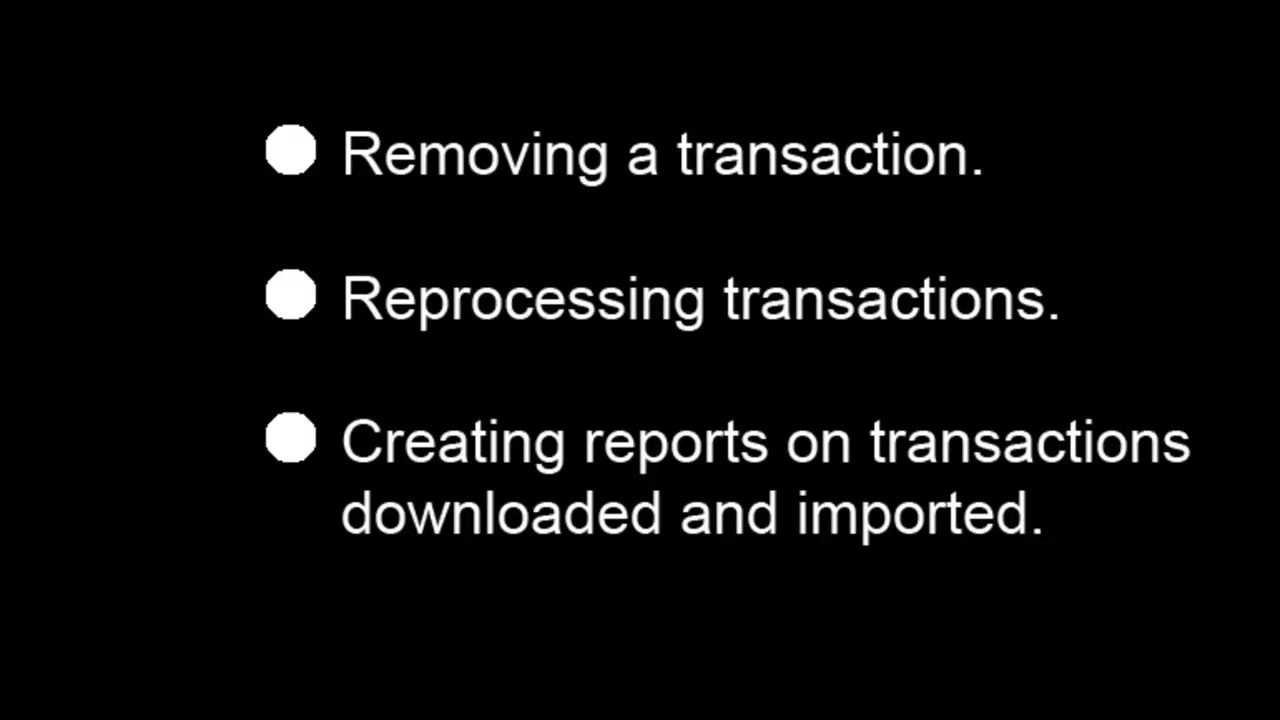 Removing a transaction.
Reprocessing transactions.
Creating reports on transactions
downloaded and imported.